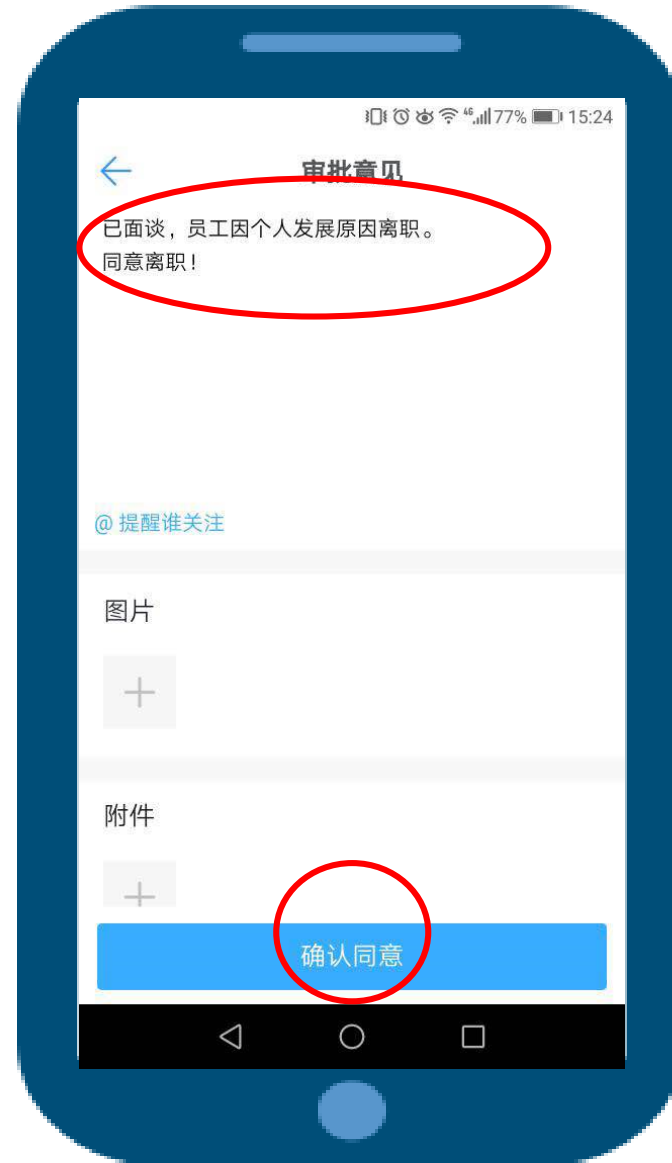 46 77% 15:24
审批意见
已面谈，员工因个人发展原因离职。
同意离职！
@ 提醒谁关注
图片
附件
确认同意